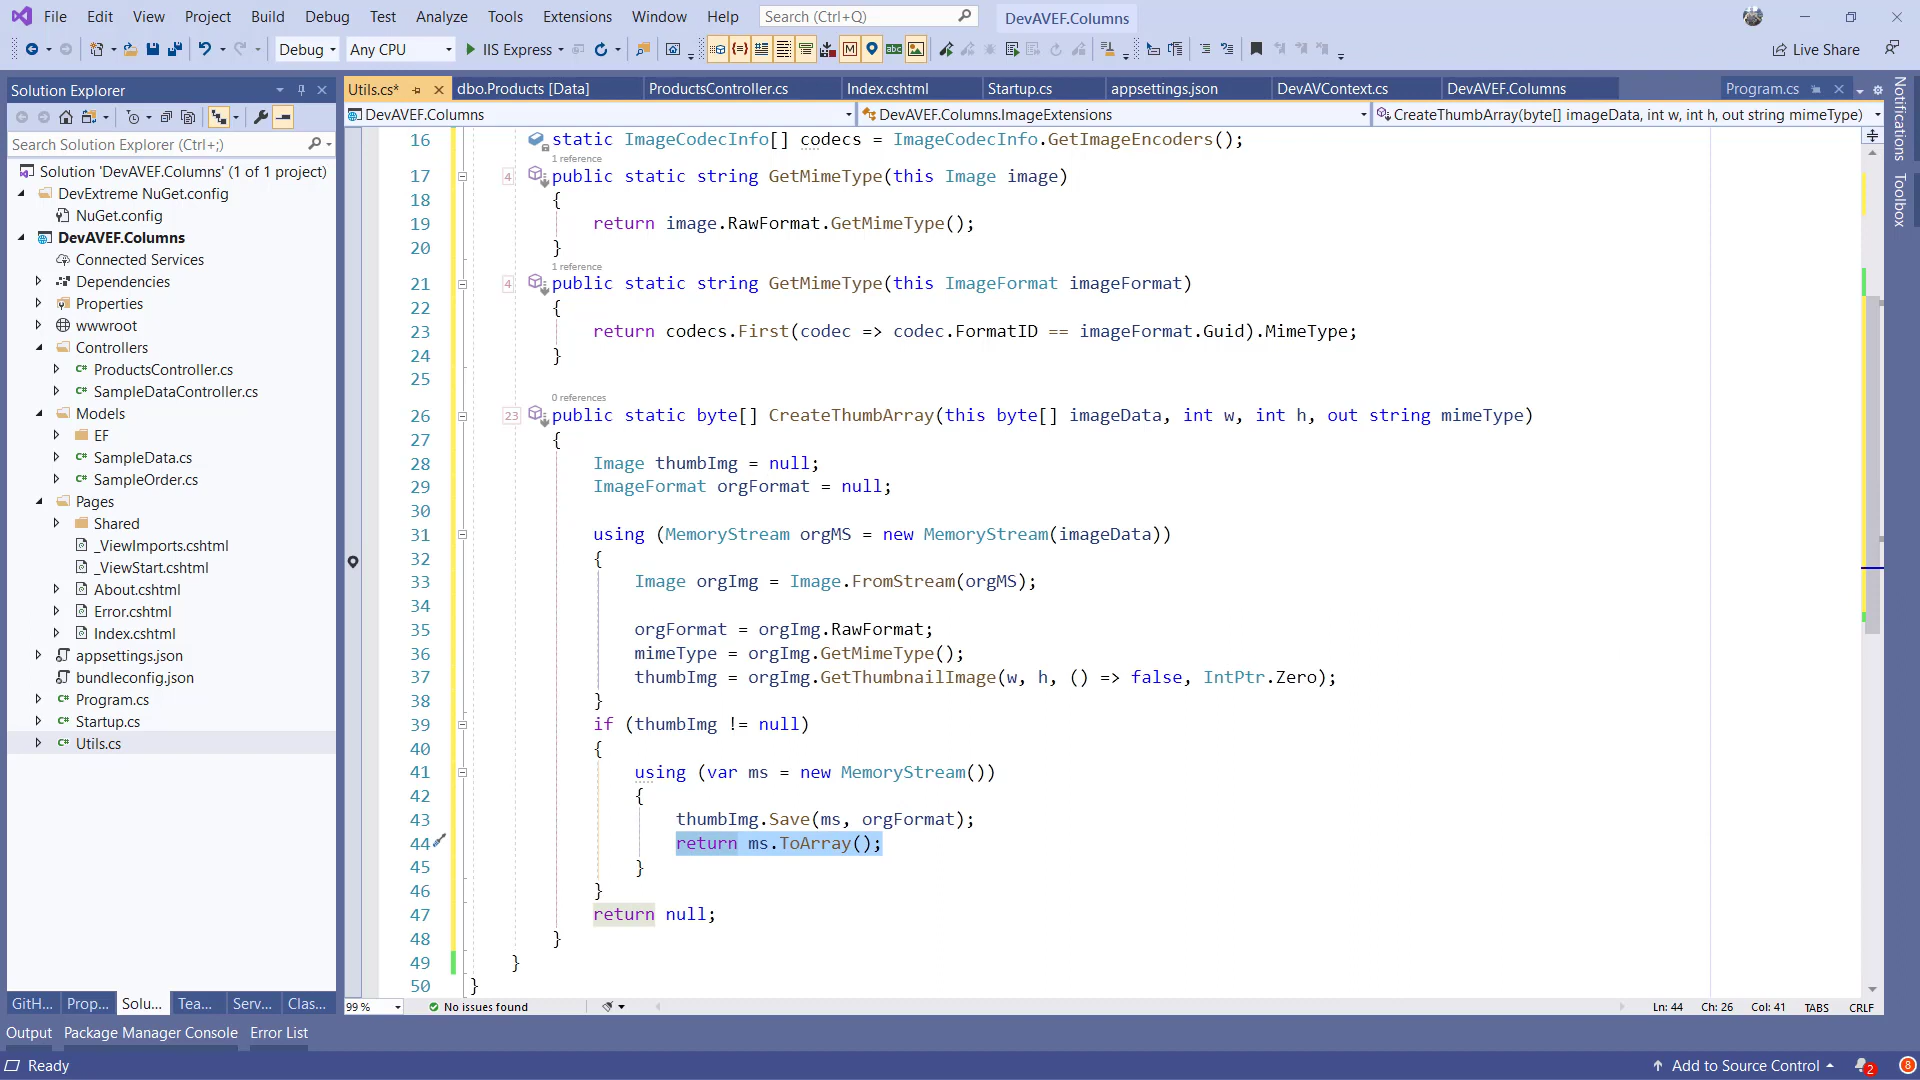 File Edit View Project Build Debug Test Analyze Tools Extensions Window Help Search (Ctrl+Q) DevAVEF.Columns
Debug Any CPU IIS Express Live Share
Solution Explorer
Search Solution Explorer (Ctrl+;)
Solution 'DevAVEF.Columns' (1 of 1 project)
DevExtreme NuGet.config
NuGet.config
DevAVEF.Columns
Connected Services
Dependencies
Properties
wwwroot
Controllers
ProductsController.cs
SampleDataController.cs
Models
EF
SampleData.cs
SampleOrder.cs
Pages
Shared
_ViewImports.cshtml
_ViewStart.cshtml
About.cshtml
Error.cshtml
Index.cshtml
appsettings.json
bundleconfig.json
Program.cs
Startup.cs
Utils.cs
GitH... Prop... Solu... Tea... Serv... Clas...
Utils.cs* dbo.Products [Data] ProductsController.cs Index.cshtml Startup.cs appsettings.json DevAVContext.cs DevAVEF.Columns Program.cs
DevAVEF.Columns DevAVEF.Columns.ImageExtensions CreateThumbArray(byte[] imageData, int w, int h, out string mimeType)
16 static ImageCodecInfo[] codecs = ImageCodecInfo.GetImageEncoders();
1 reference
17 4 public static string GetMimeType(this Image image)
18 {
19 return image.RawFormat.GetMimeType();
20 }
1 reference
21 4 public static string GetMimeType(this ImageFormat imageFormat)
22 {
23 return codecs.First(codec => codec.FormatID == imageFormat.Guid).MimeType;
24 }
25
0 references
26 23 public static byte[] CreateThumbArray(this byte[] imageData, int w, int h, out string mimeType)
27 {
28 Image thumbImg = null;
29 ImageFormat orgFormat = null;
30
31 using (MemoryStream orgMS = new MemoryStream(imageData))
32 {
33 Image orgImg = Image.FromStream(orgMS);
34
35 orgFormat = orgImg.RawFormat;
36 mimeType = orgImg.GetMimeType();
37 thumbImg = orgImg.GetThumbnailImage(w, h, () => false, IntPtr.Zero);
38 }
39 if (thumbImg != null)
40 {
41 using (var ms = new MemoryStream())
42 {
43 thumbImg.Save(ms, orgFormat);
44 return ms.ToArray();
45 }
46 }
47 return null;
48 }
49 }
50 }
99 % No issues found Ln: 44 Ch: 26 Col: 41 TABS CRLF
Notifications
Toolbox
Output Package Manager Console Error List
Ready Add to Source Control 2 8